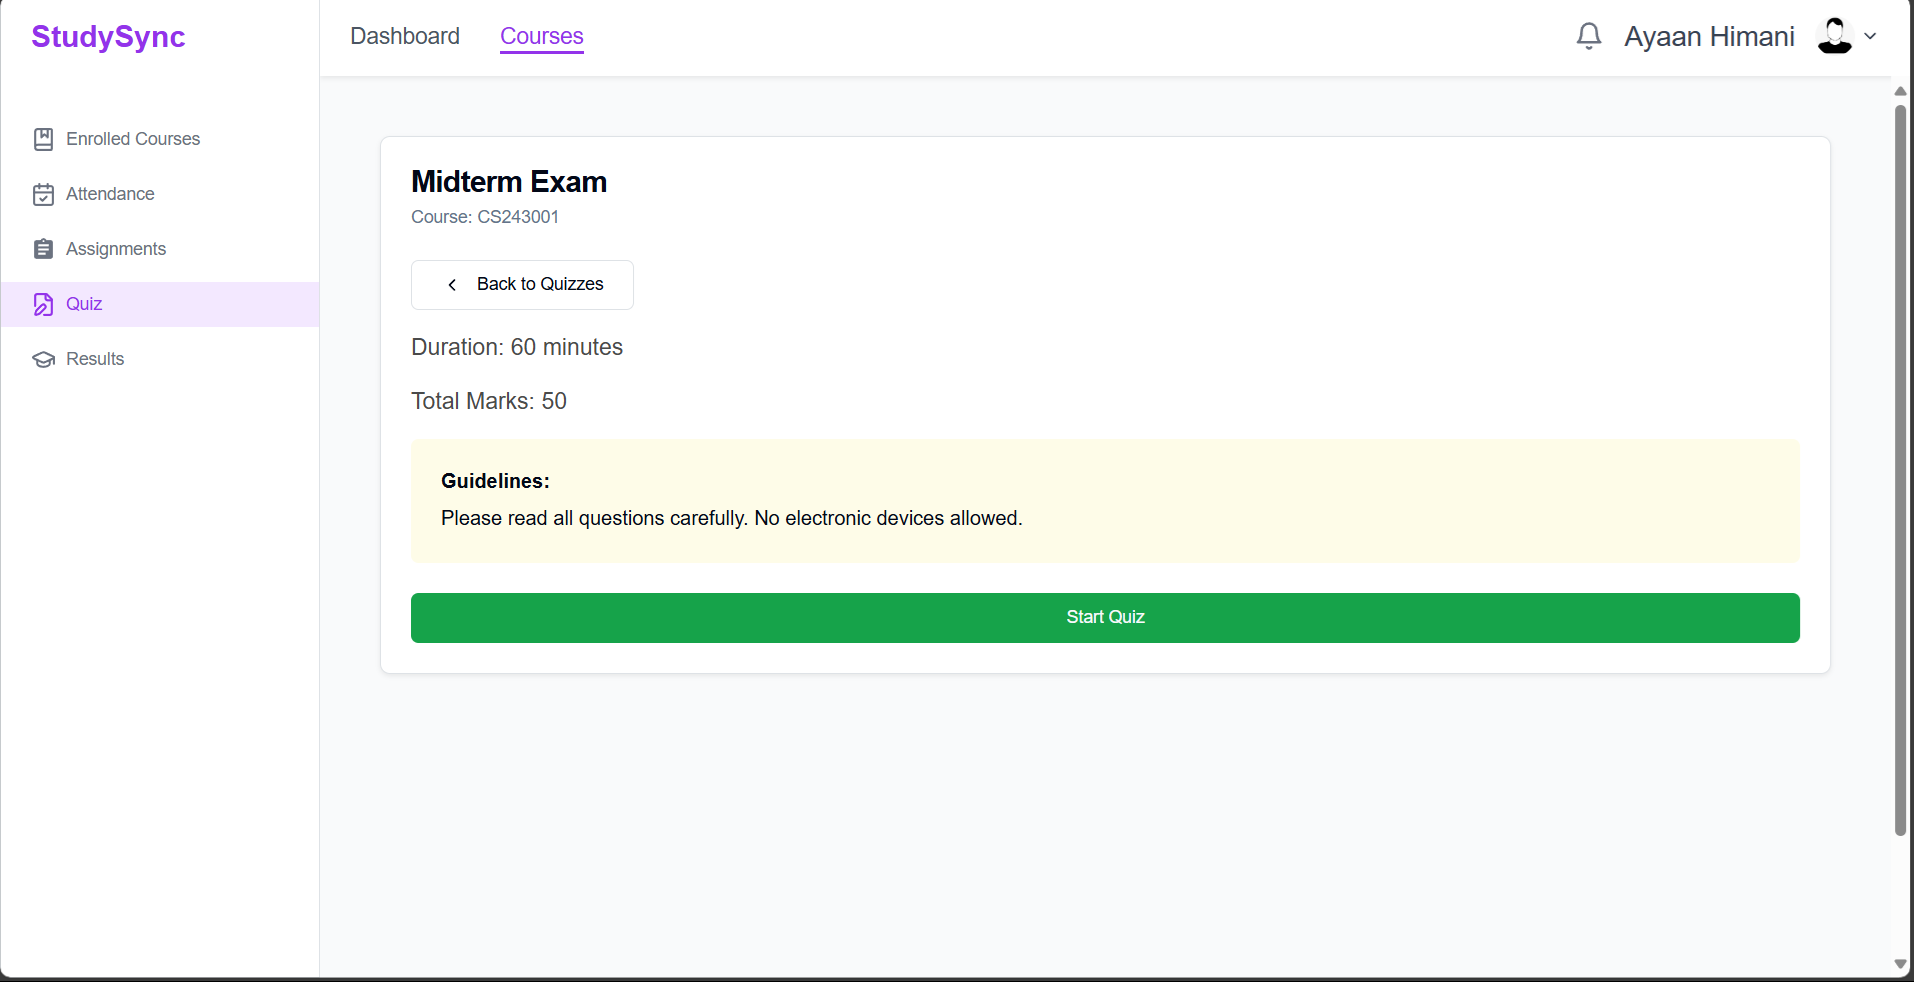 StudySync
Dashboard
Courses
Ayaan Himani
Enrolled Courses
Attendance
Assignments
Quiz
Results
Midterm Exam
Course: CS243001
Back to Quizzes
Duration: 60 minutes
Total Marks: 50
Guidelines:
Please read all questions carefully. No electronic devices allowed.
Start Quiz